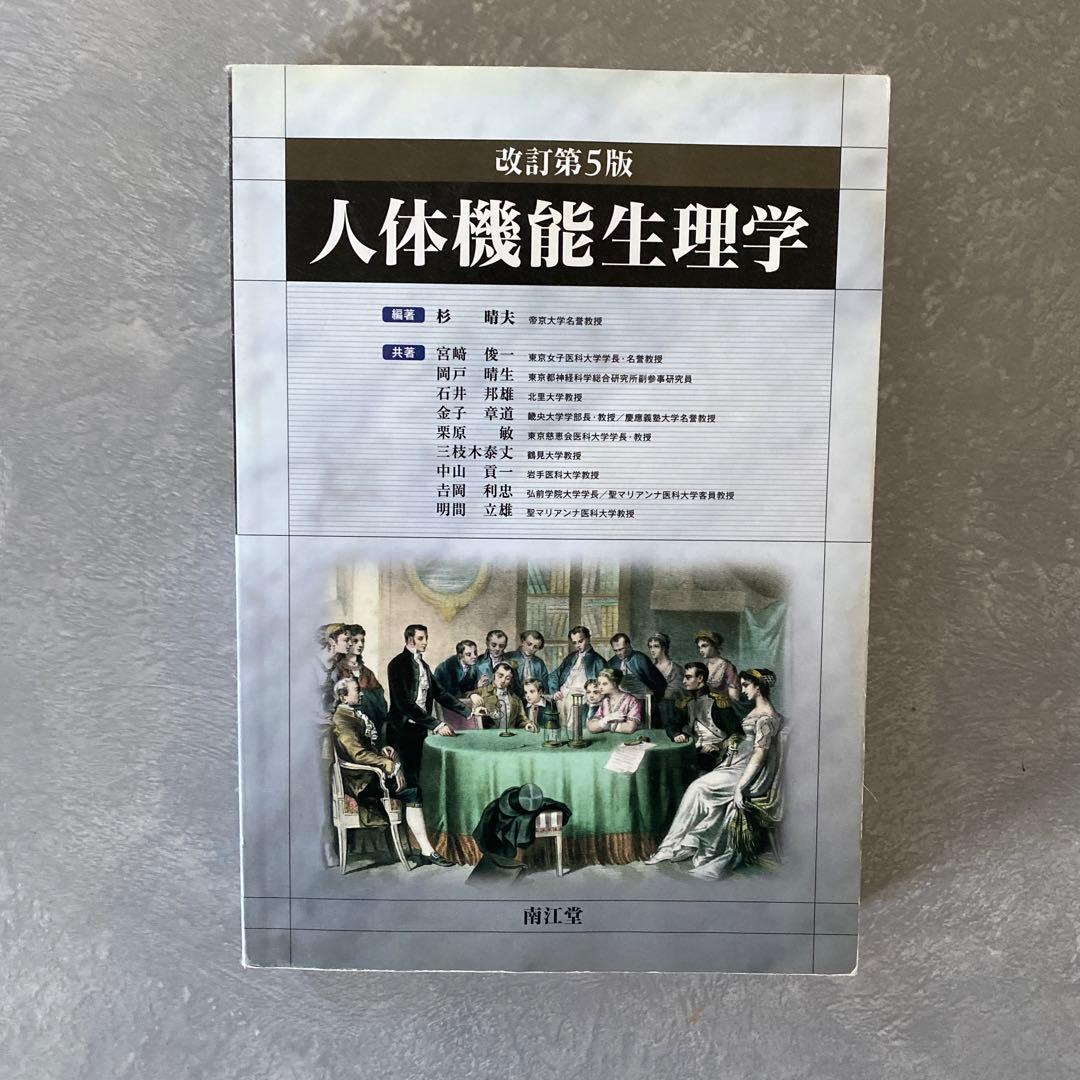 改訂第5版
人体機能生理学
編著 杉 晴夫 帝京大学名誉教授
共著 宮﨑 俊一 東京女子医科大学学長・名誉教授
岡戸 晴生 東京都神経科学総合研究所副参事研究員
石井 邦雄 北里大学教授
金子 章道 畿央大学学部長・教授／慶應義塾大学名誉教授
栗原 敏 東京慈恵会医科大学学長・教授
三枝木泰丈 鶴見大学教授
中山 貢一 岩手医科大学教授
𠮷岡 利忠 弘前学院大学学長／聖マリアンナ医科大学客員教授
明間 立雄 聖マリアンナ医科大学教授
南江堂